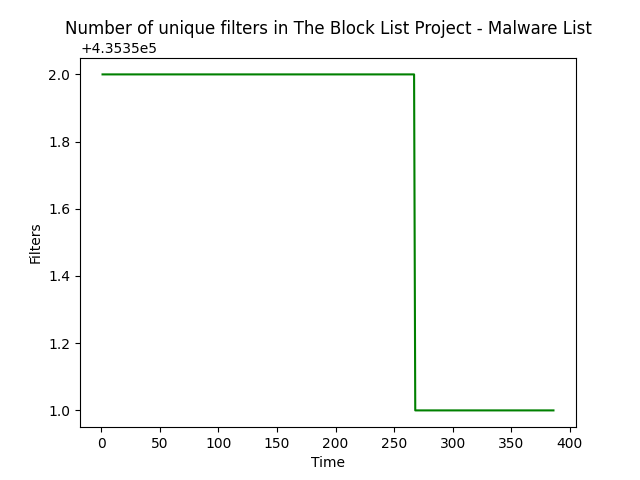 Number of unique filters in The Block List Project - Malware List
+4.3535e5
2.0
1.8
1.6
1.4
1.2
1.0
Filters
0 50 100 150 200 250 300 350 400
Time